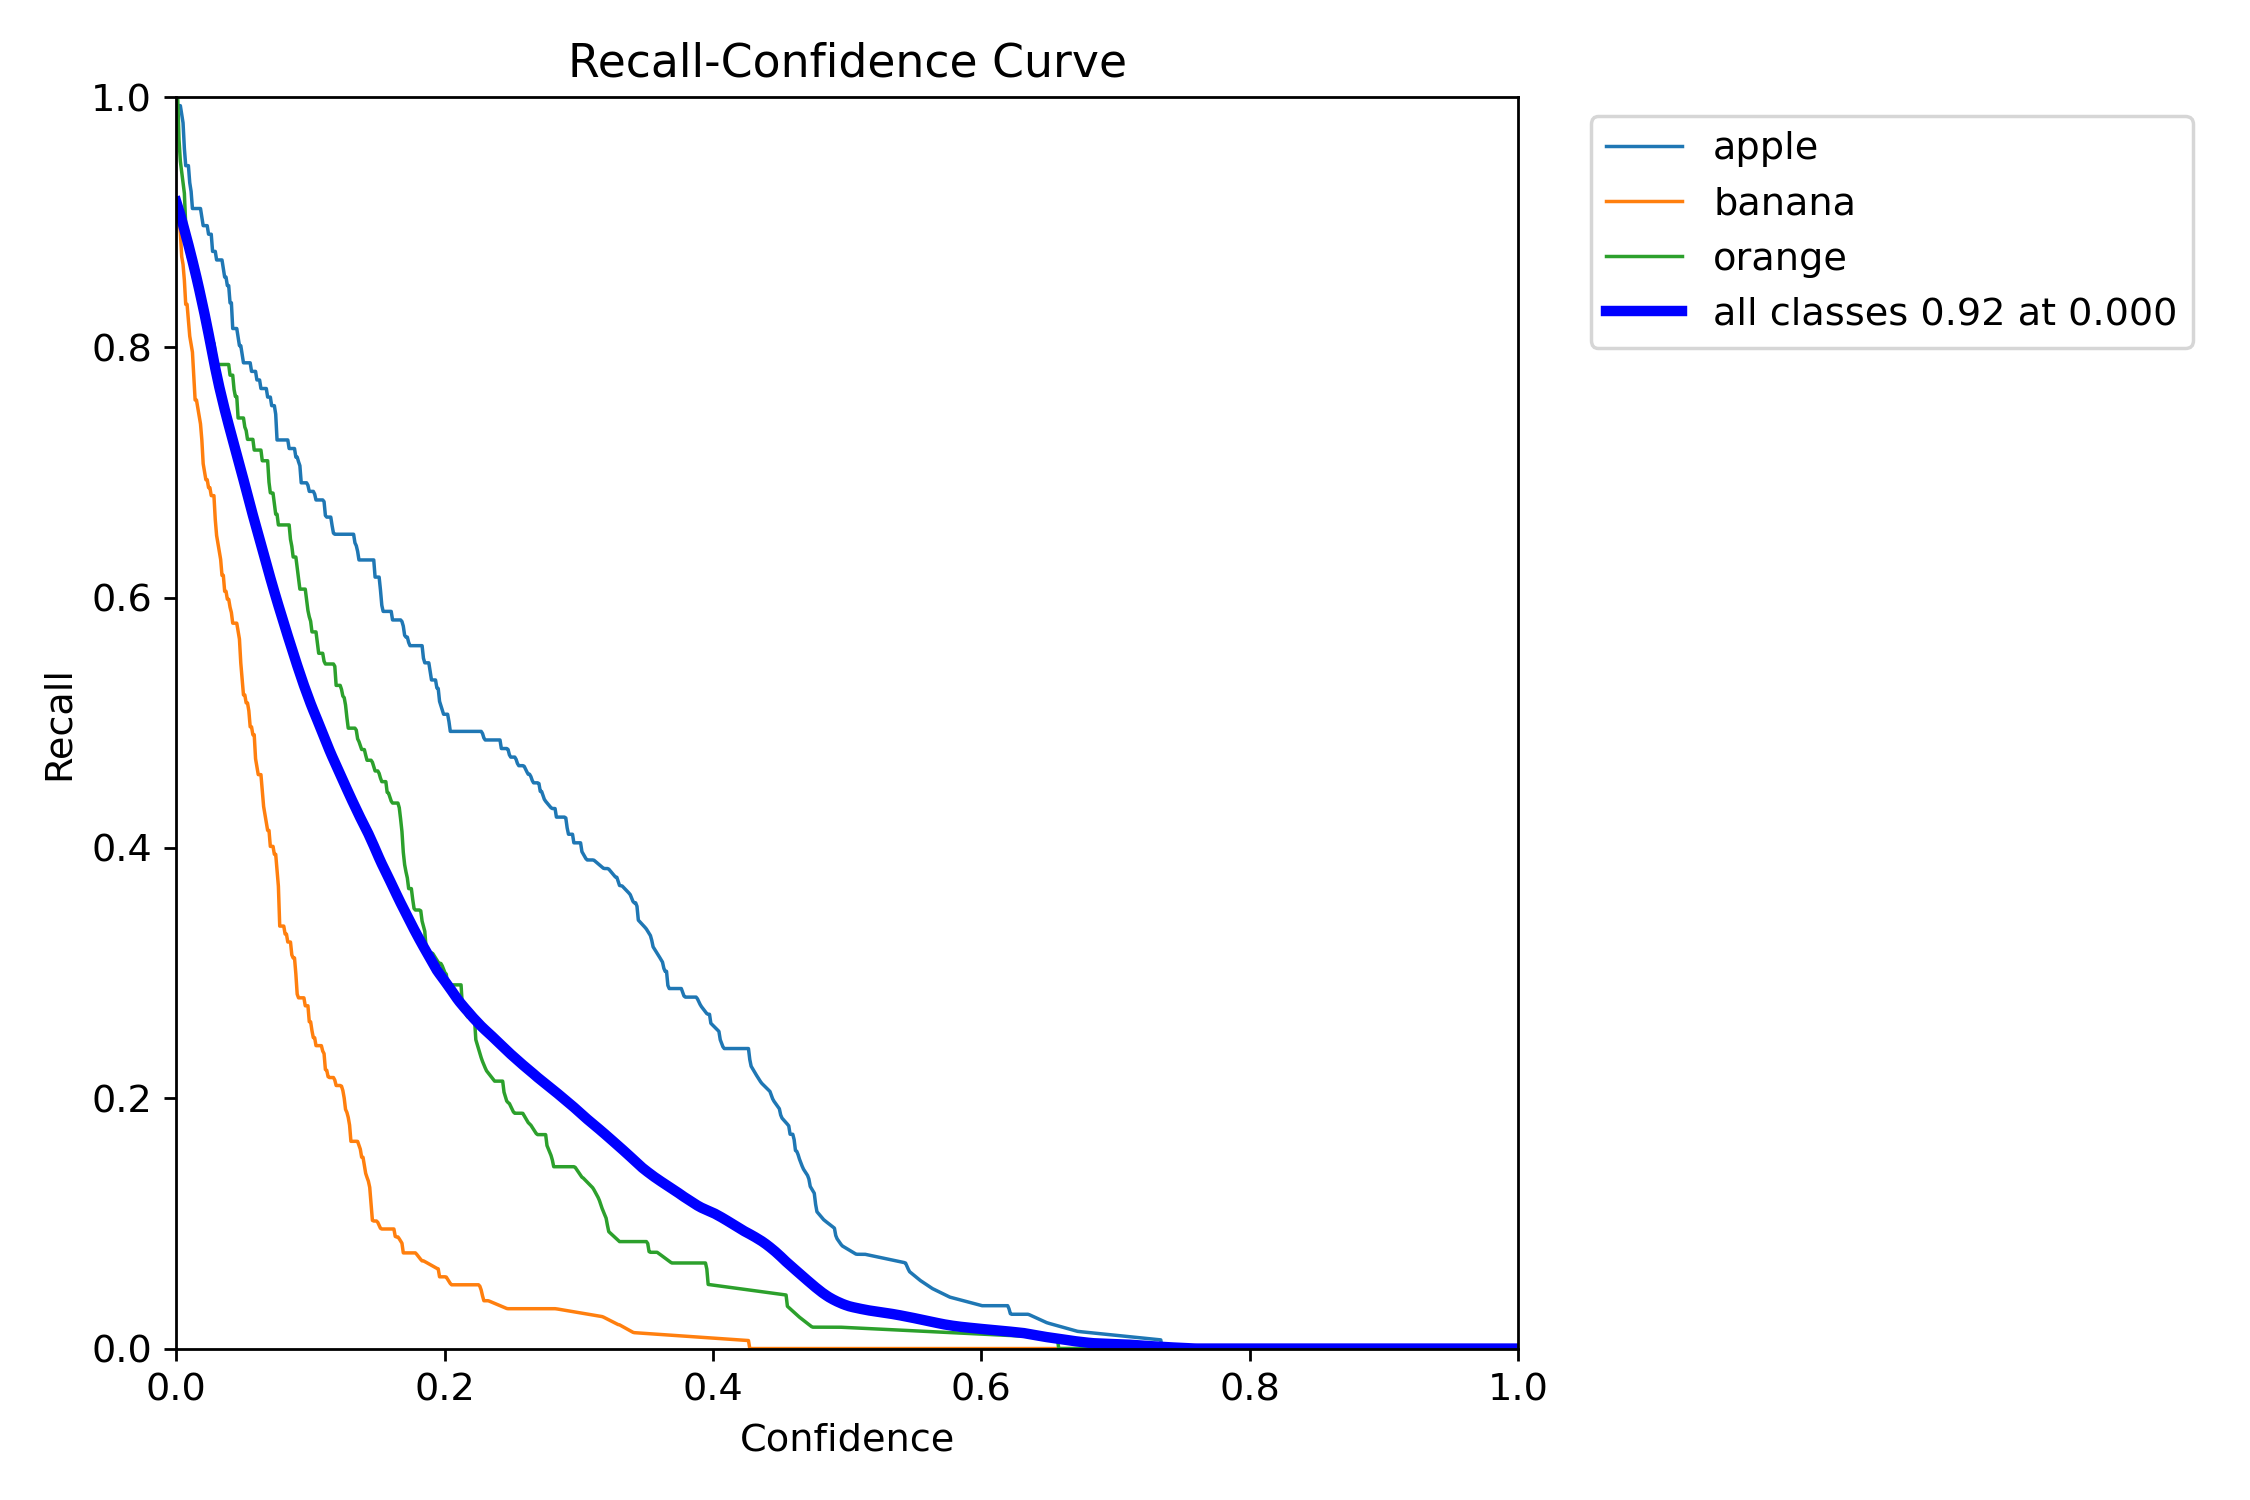 Recall-Confidence Curve
1.0
0.8
0.6
0.4
0.2
0.0
Recall
0.0 0.2 0.4 0.6 0.8 1.0
Confidence
apple
banana
orange
all classes 0.92 at 0.000